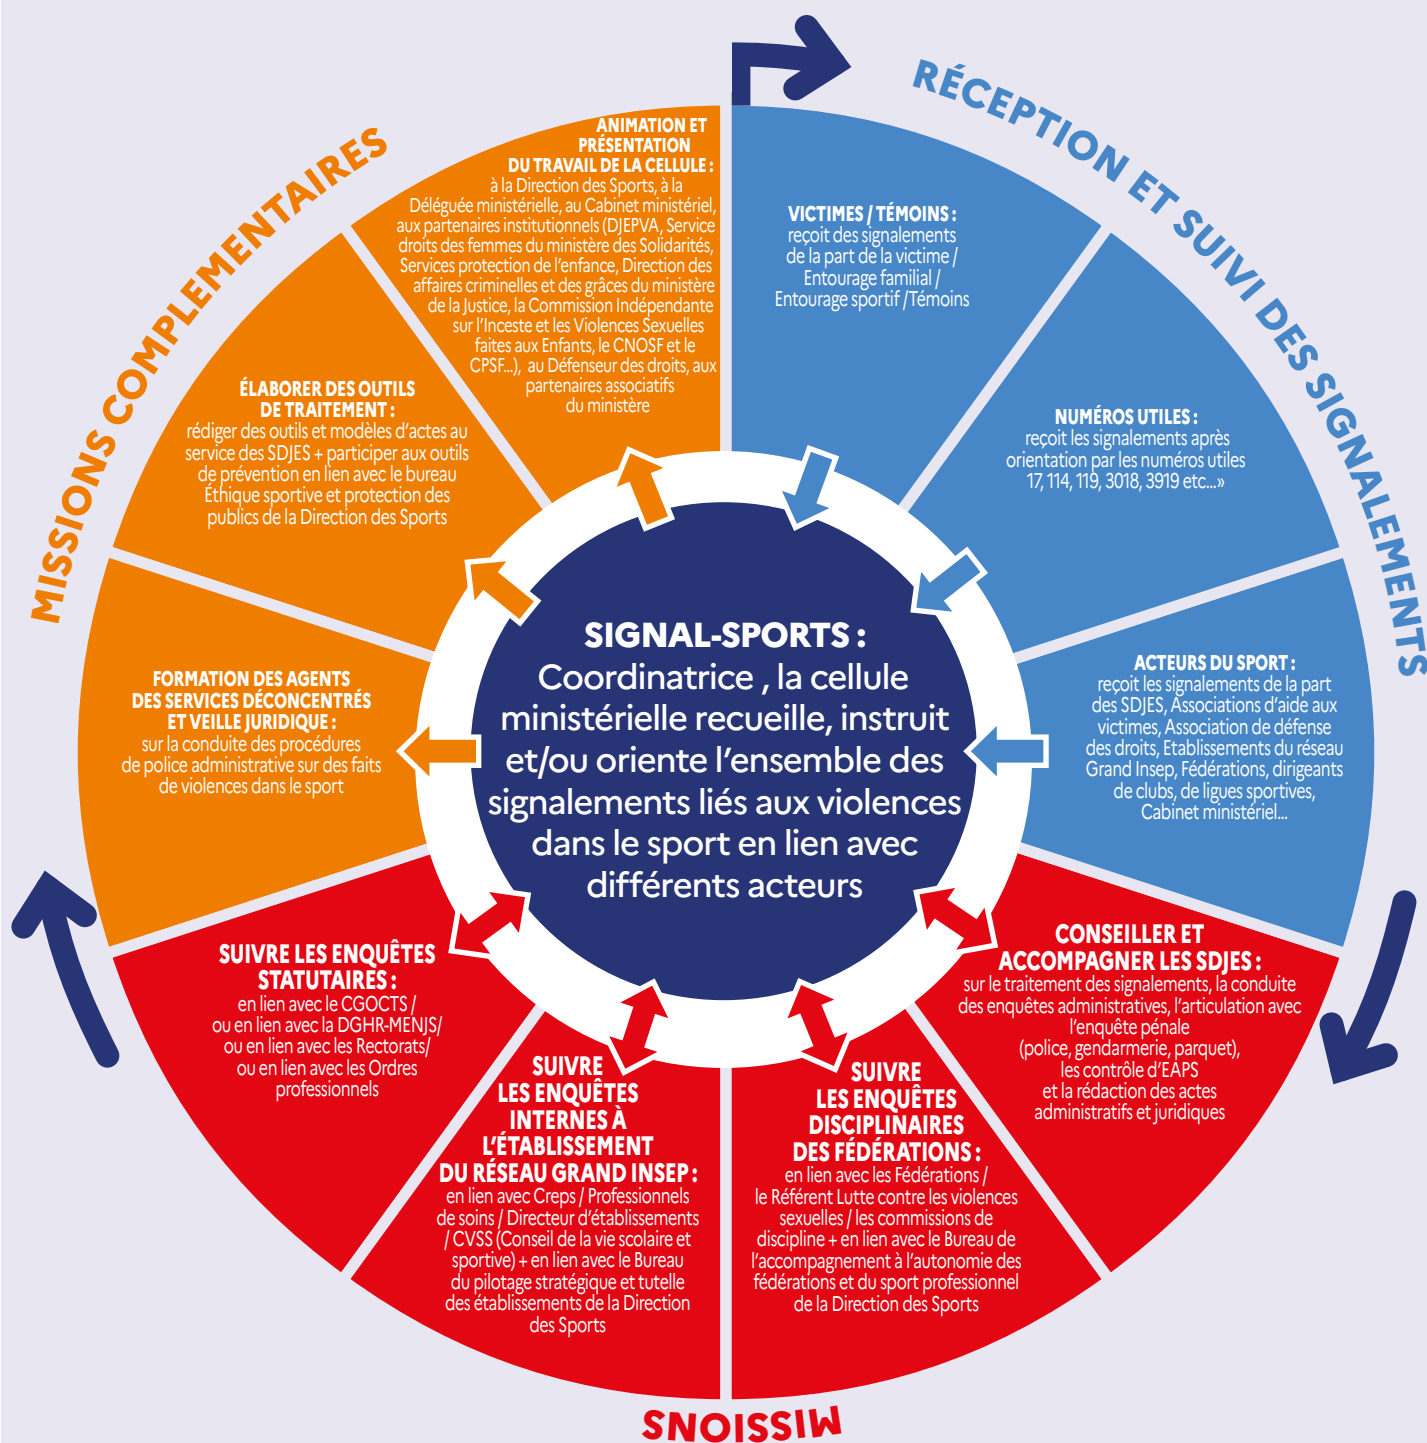 RÉCEPTION ET SUIVI DES SIGNALEMENTS
VICTIMES / TÉMOINS :
reçoit des signalements
de la part de la victime /
Entourage familial /
Entourage sportif /Témoins
NUMÉROS UTILES :
reçoit les signalements après
orientation par les numéros utiles
17, 114, 119, 3018, 3919 etc...»
ACTEURS DU SPORT :
reçoit les signalements de la part
des SDJES, Associations d'aide aux
victimes, Association de défense
des droits, Etablissements du réseau
Grand Insep, Fédérations, dirigeants
de clubs, de ligues sportives,
Cabinet ministériel...
MISSIONS
CONSEILLER ET
ACCOMPAGNER LES SDJES :
sur le traitement des signalements, la conduite
des enquêtes administratives, l'articulation avec
l'enquête pénale
(police, gendarmerie, parquet),
les contrôle d'EAPS
et la rédaction des actes
administratifs et juridiques
SUIVRE
LES ENQUÊTES
DISCIPLINAIRES
DES FÉDÉRATIONS :
en lien avec les Fédérations /
le Référent Lutte contre les violences
sexuelles / les commissions de
discipline + en lien avec le Bureau de
l'accompagnement à l'autonomie des
fédérations et du sport professionnel
de la Direction des Sports
SUIVRE
LES ENQUÊTES
INTERNES À
L'ÉTABLISSEMENT
DU RÉSEAU GRAND INSEP :
en lien avec Creps / Professionnels
de soins / Directeur d'établissements
/ CVSS (Conseil de la vie scolaire et
sportive) + en lien avec le Bureau
du pilotage stratégique et tutelle
des établissements de la Direction
des Sports
SUIVRE LES ENQUÊTES
STATUTAIRES :
en lien avec le CGOCTS /
ou en lien avec la DGHR-MENJS/
ou en lien avec les Rectorats/
ou en lien avec les Ordres
professionnels
MISSIONS COMPLEMENTAIRES
FORMATION DES AGENTS
DES SERVICES DÉCONCENTRÉS
ET VEILLE JURIDIQUE :
sur la conduite des procédures
de police administrative sur des faits
de violences dans le sport
ÉLABORER DES OUTILS
DE TRAITEMENT :
rédiger des outils et modèles d'actes au
service des SDJES + participer aux outils
de prévention en lien avec le bureau
Éthique sportive et protection des
publics de la Direction des Sports
ANIMATION ET
PRÉSENTATION
DU TRAVAIL DE LA CELLULE :
à la Direction des Sports, à la
Déléguée ministérielle, au Cabinet ministériel,
aux partenaires institutionnels (DJEPVA, Service
droits des femmes du ministère des Solidarités,
Services protection de l'enfance, Direction des
affaires criminelles et des grâces du ministère
de la Justice, la Commission Indépendante
sur l'Inceste et les Violences Sexuelles
faites aux Enfants, le CNOSF et le
CPSF...), au Défenseur des droits, aux
partenaires associatifs
du ministère
SIGNAL-SPORTS :
Coordinatrice , la cellule
ministérielle recueille, instruit
et/ou oriente l'ensemble des
signalements liés aux violences
dans le sport en lien avec
différents acteurs